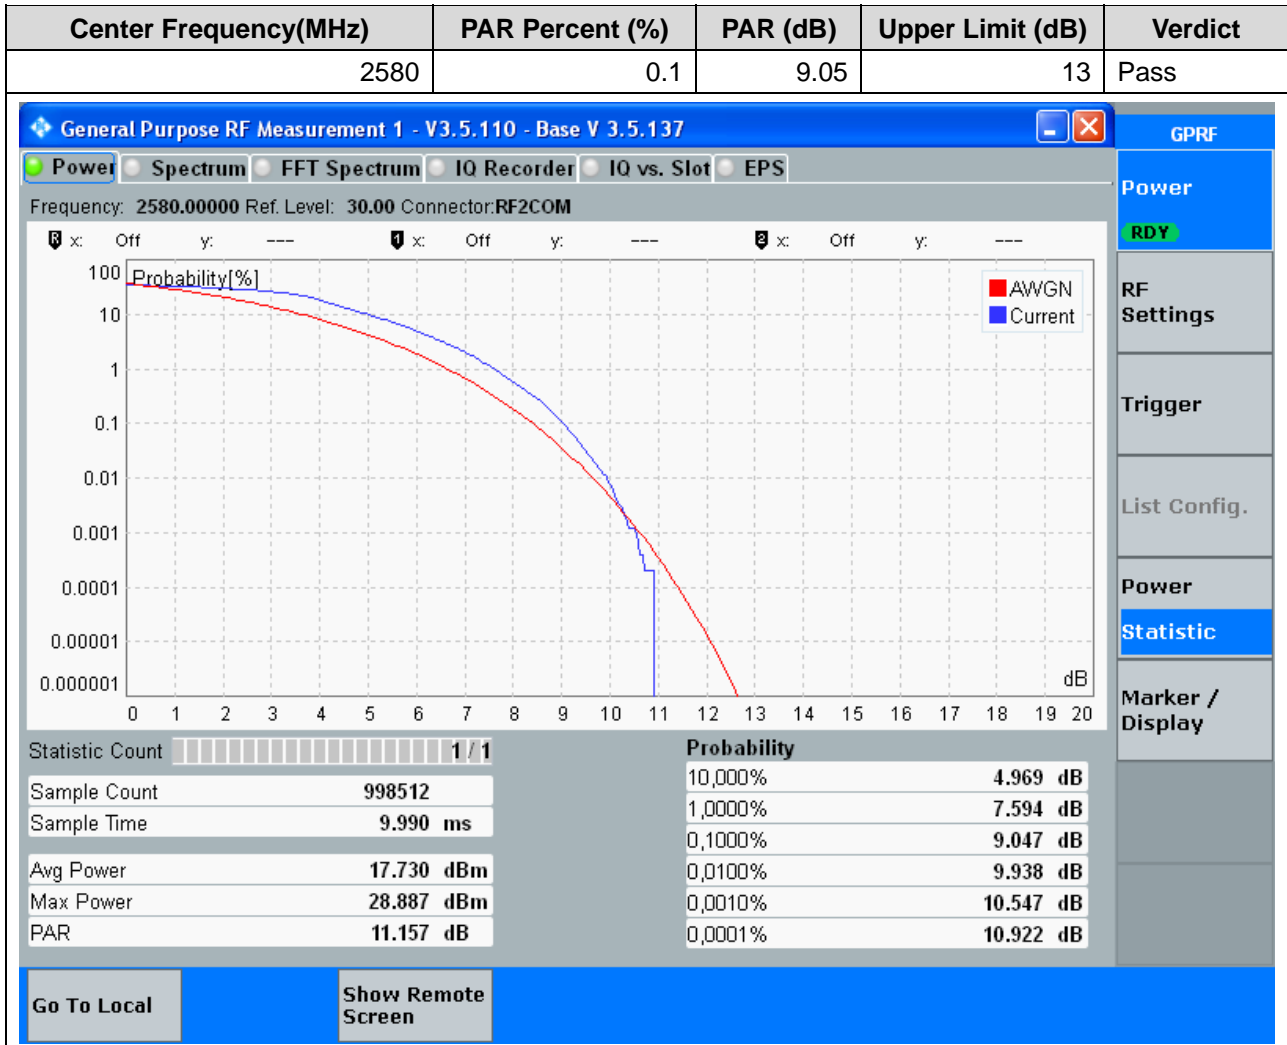 Center Frequency(MHz) PAR Percent (%) PAR (dB) Upper Limit (dB) Verdict
2580 0.1 9.05 13 Pass
General Purpose RF Measurement 1 - V3.5.110 - Base V 3.5.137
GPRF
Power Spectrum FFT Spectrum IQ Recorder IQ vs. Slot EPS
Frequency: 2580.00000 Ref. Level: 30.00 Connector:RF2COM
R x: Off y: --- 1 x: Off y: --- 2 x: Off y: ---
Probability[%]
AWGN
Current
100
10
1
0.1
0.01
0.001
0.0001
0.00001
0.000001
dB
0 1 2 3 4 5 6 7 8 9 10 11 12 13 14 15 16 17 18 19 20
Statistic Count 1 / 1
Sample Count 998512
Sample Time 9.990 ms
Avg Power 17.730 dBm
Max Power 28.887 dBm
PAR 11.157 dB
Probability
10,000% 4.969 dB
1,0000% 7.594 dB
0,1000% 9.047 dB
0,0100% 9.938 dB
0,0010% 10.547 dB
0,0001% 10.922 dB
Power
RDY
RF
Settings
Trigger
List Config.
Power
Statistic
Marker /
Display
Go To Local
Show Remote
Screen